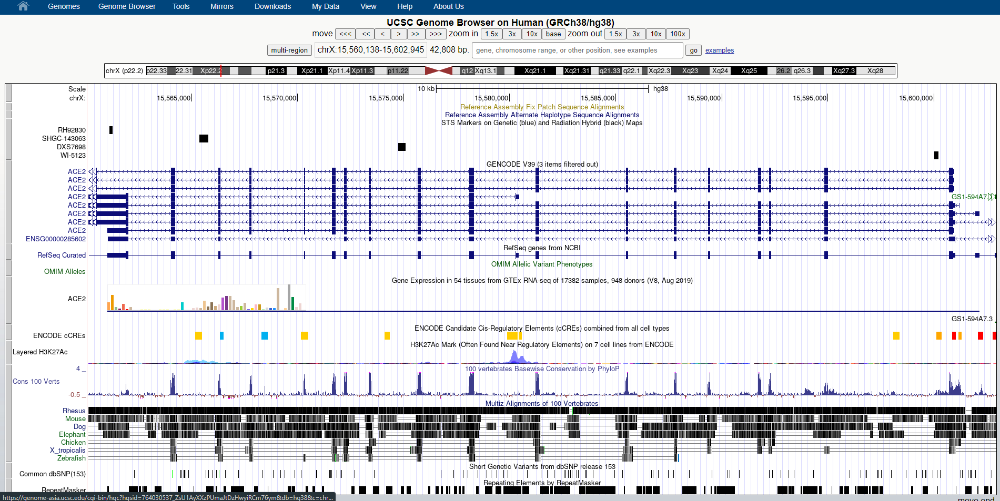 Genomes Genome Browser Tools Mirrors Downloads My Data View Help About Us
UCSC Genome Browser on Human (GRCh38/hg38)
move <<< << < > >> >>> zoom in 1.5x 3x 10x base zoom out 1.5x 3x 10x 100x
multi-region chrX:15,560,138-15,602,945 42,808 bp. gene, chromosome range, or other position, see examples go examples
chrX (p22.2) p22.33 22.31 Xp22.2 p21.3 Xp21.1 Xp11.4 Xp11.3 p11.22 q12 Xq13.1 Xq21.1 Xq21.31 q21.33 q22.1 Xq22.3 Xq23 Xq24 Xq25 26.2 q26.3 Xq27.3 Xq28
Scale 10 kb hg38
chrX: 15,565,000 15,570,000 15,575,000 15,580,000 15,585,000 15,590,000 15,595,000 15,600,000
Reference Assembly Fix Patch Sequence Alignments
Reference Assembly Alternate Haplotype Sequence Alignments
STS Markers on Genetic (blue) and Radiation Hybrid (black) Maps
RH92830
SHGC-143063
DXS7698
WI-5123
GENCODE V39 (3 items filtered out)
ACE2
ACE2
ACE2
ACE2 GS1-594A7
ACE2
ACE2
ACE2
ACE2
ENSG00000285602
RefSeq genes from NCBI
RefSeq Curated
OMIM Allelic Variant Phenotypes
OMIM Alleles
Gene Expression in 54 tissues from GTEx RNA-seq of 17382 samples, 948 donors (V8, Aug 2019)
ACE2
GS1-594A7.3
ENCODE Candidate Cis-Regulatory Elements (cCREs) combined from all cell types
ENCODE cCREs
H3K27Ac Mark (Often Found Near Regulatory Elements) on 7 cell lines from ENCODE
Layered H3K27Ac
100 vertebrates Basewise Conservation by PhyloP
4 _
Cons 100 Verts
-0.5 _
Multiz Alignments of 100 Vertebrates
Rhesus
Mouse
Dog
Elephant
Chicken
X_tropicalis
Zebrafish
Short Genetic Variants from dbSNP release 153
Common dbSNP(153)
Repeating Elements by RepeatMasker
RepeatMasker
https://genome-asia.ucsc.edu/cgi-bin/hgc?hgsid=764030537_ZsU1AyXXzPUmaJtDzHwyiRCm76ym&db=hg38&c=chr...
move end